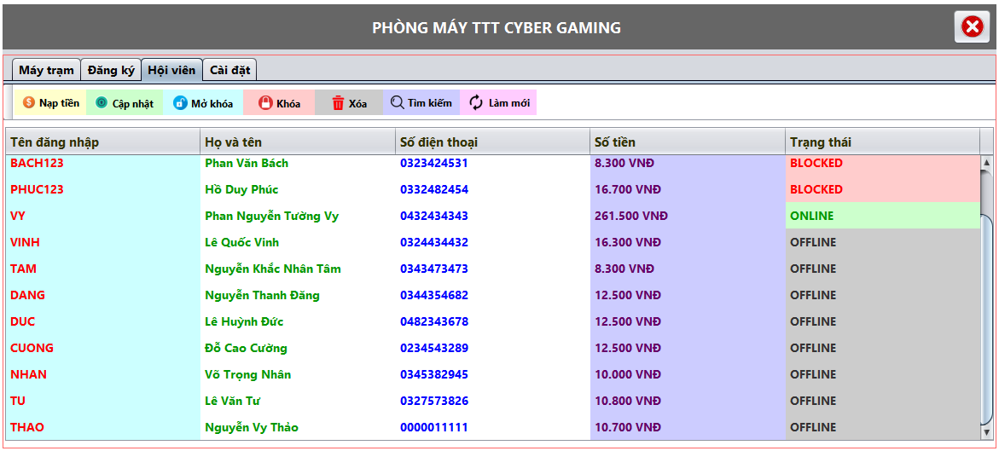 PHÒNG MÁY TTT CYBER GAMING
Máy trạm Đăng ký Hội viên Cài đặt
Nạp tiền Cập nhật Mở khóa Khóa Xóa Tìm kiếm Làm mới
Tên đăng nhập Họ và tên Số điện thoại Số tiền Trạng thái
BACH123 Phan Văn Bách 0323424531 8.300 VNĐ BLOCKED
PHUC123 Hồ Duy Phúc 0332482454 16.700 VNĐ BLOCKED
VY Phan Nguyễn Tường Vy 0432434343 261.500 VNĐ ONLINE
VINH Lê Quốc Vinh 0324434432 16.300 VNĐ OFFLINE
TAM Nguyễn Khắc Nhân Tâm 0343473473 8.300 VNĐ OFFLINE
DANG Nguyễn Thanh Đăng 0344354682 12.500 VNĐ OFFLINE
DUC Lê Huỳnh Đức 0482343678 12.500 VNĐ OFFLINE
CUONG Đỗ Cao Cường 0234543289 12.500 VNĐ OFFLINE
NHAN Võ Trọng Nhân 0345382945 10.000 VNĐ OFFLINE
TU Lê Văn Tư 0327573826 10.800 VNĐ OFFLINE
THAO Nguyễn Vy Thảo 0000011111 10.700 VNĐ OFFLINE